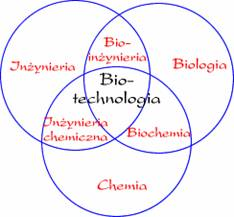 Bio-
inżynieria
Inżynieria
Biologia
Bio-
technologia
Inżynieria
chemiczna
Biochemia
Chemia